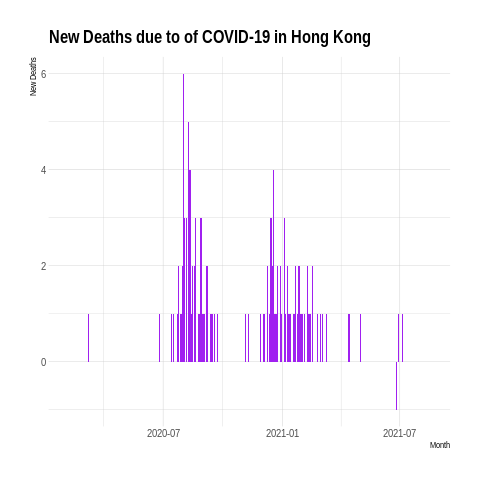 New Deaths due to of COVID-19 in Hong Kong
New Deaths
6
4
2
0
2020-07
2021-01
2021-07
Month